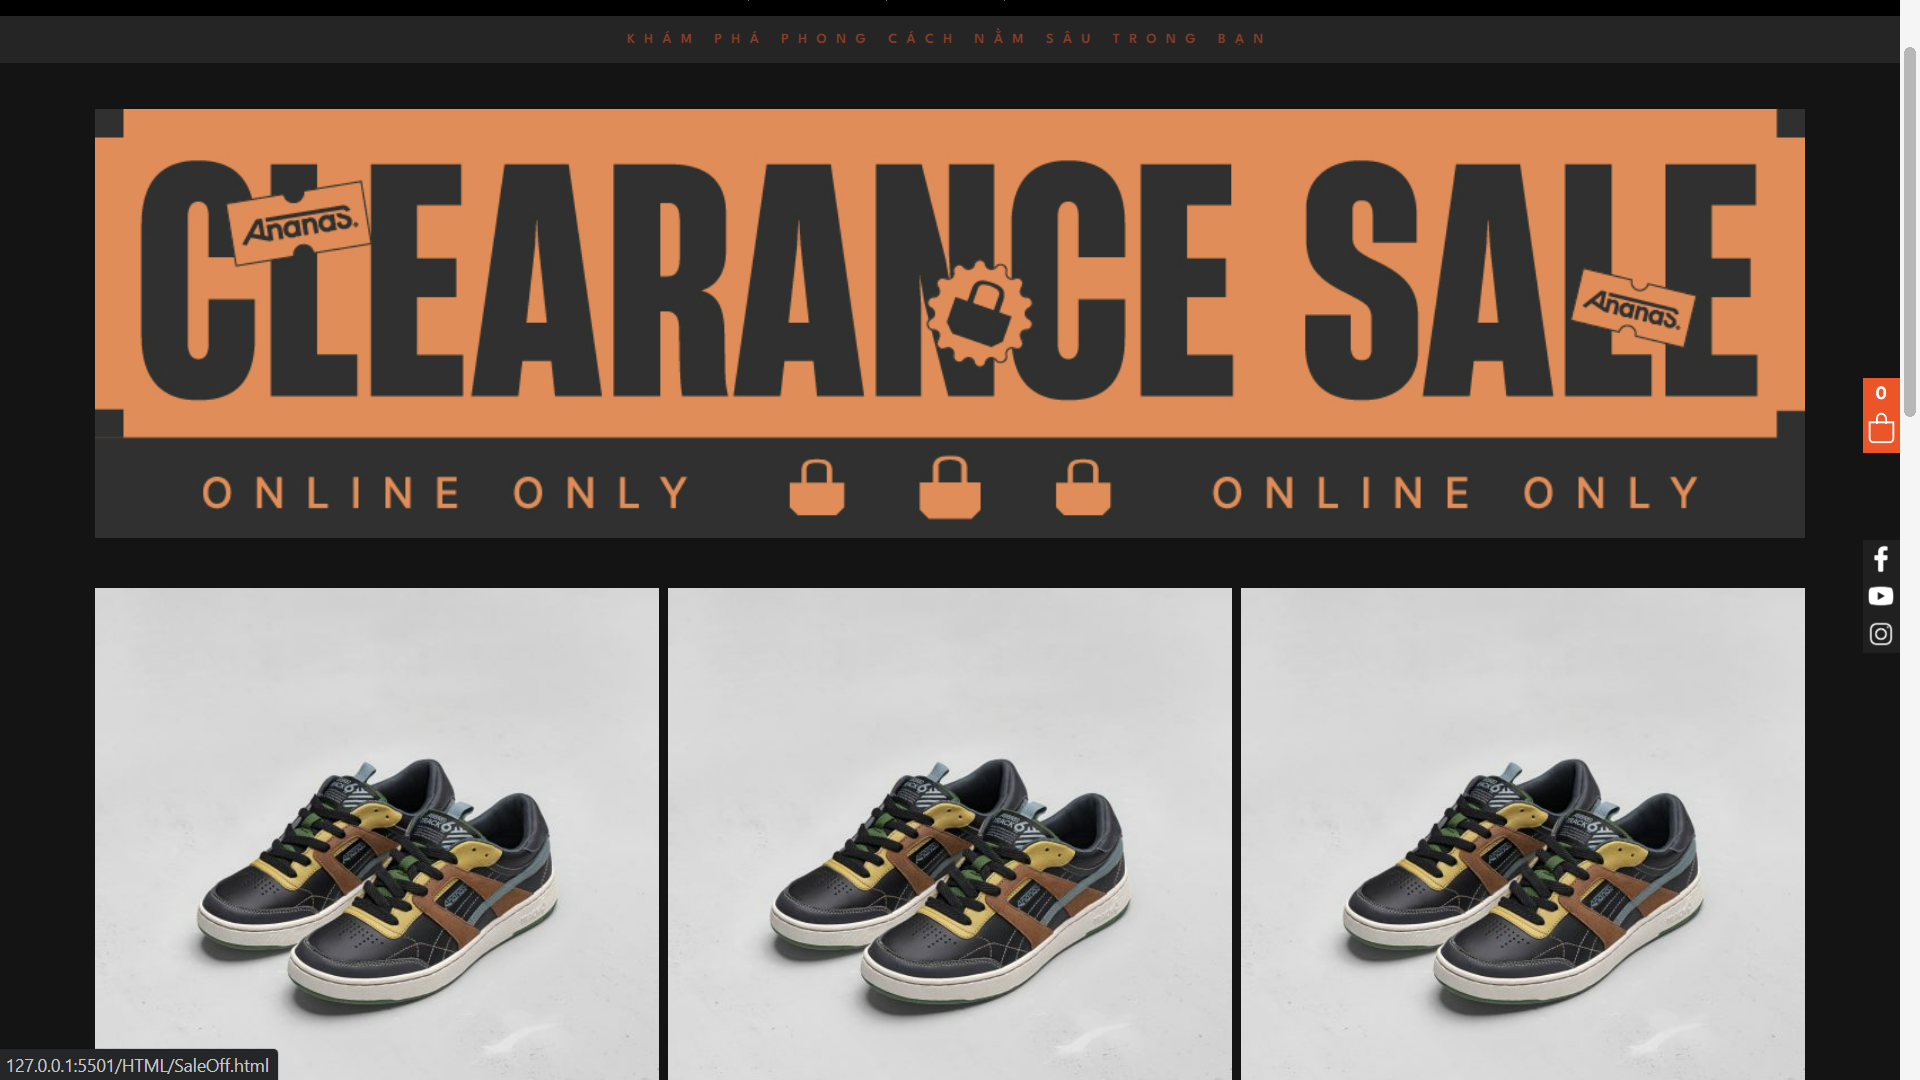 KHÁM PHÁ PHONG CÁCH NẰM SÂU TRONG BẠN
CLEARANCE SALE
Ananas.
Ananas.
ONLINE ONLY ONLINE ONLY
0
127.0.0.1:5501/HTML/SaleOff.html